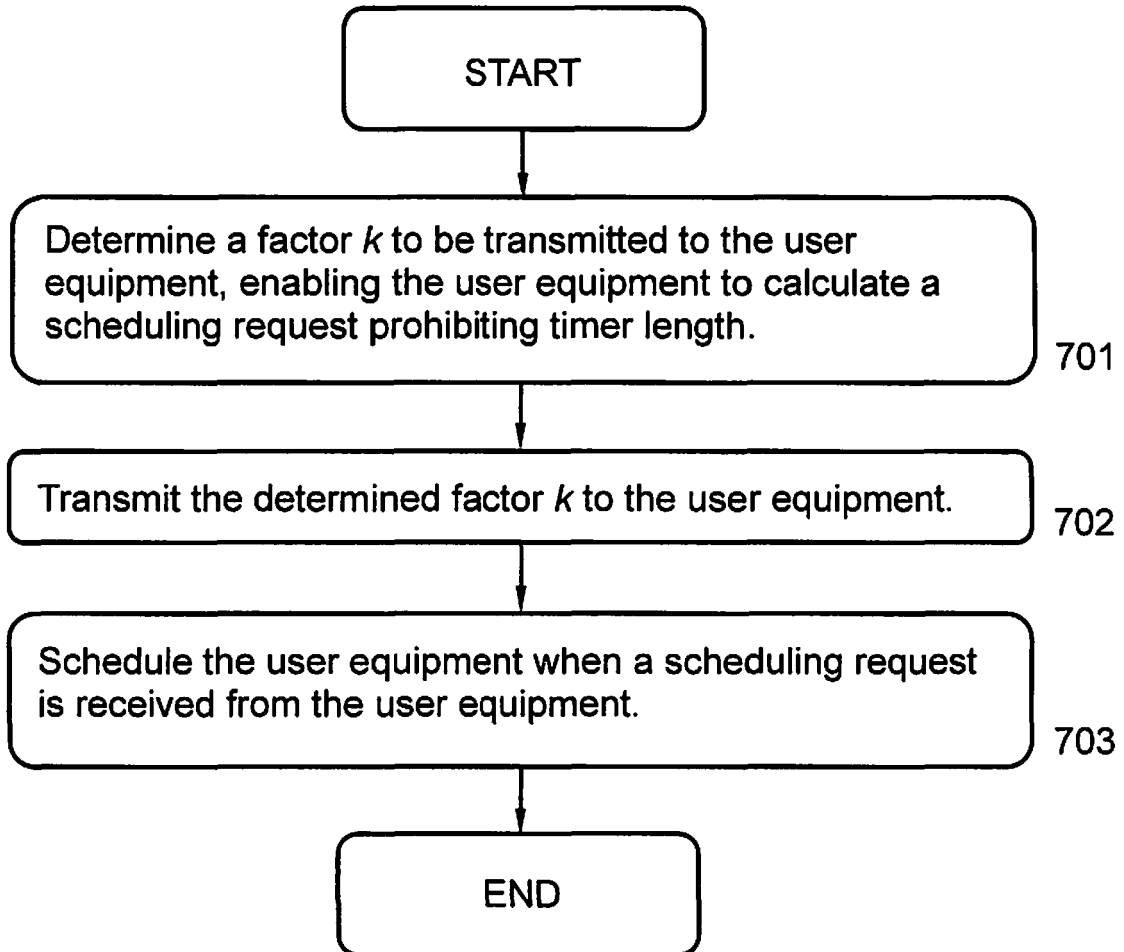 START
Determine a factor k to be transmitted to the user
equipment, enabling the user equipment to calculate a
scheduling request prohibiting timer length.
701
Transmit the determined factor k to the user equipment.
702
Schedule the user equipment when a scheduling request
is received from the user equipment.
703
END